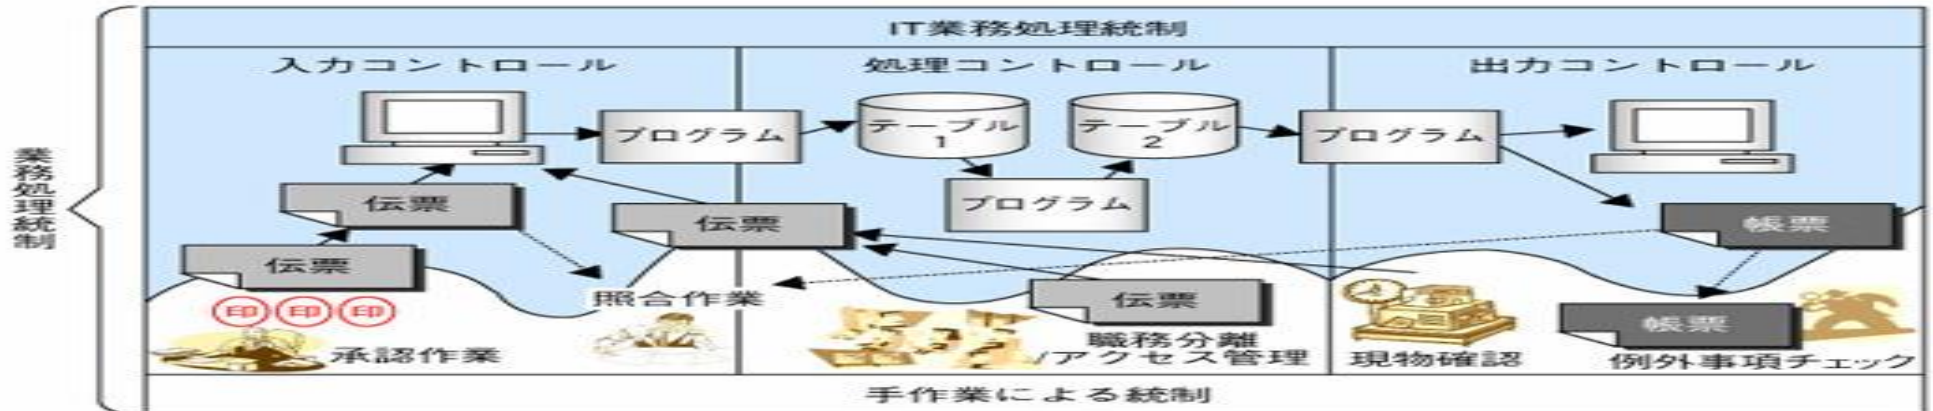 IT業務処理統制
入力コントロール
処理コントロール
出力コントロール
業務処理統制
プログラム
テーブル
1
テーブル
2
プログラム
プログラム
伝票
伝票
伝票
帳票
印 印 印
承認作業
照合作業
伝票
職務分離
/アクセス管理
現物確認
帳票
例外事項チェック
手作業による統制